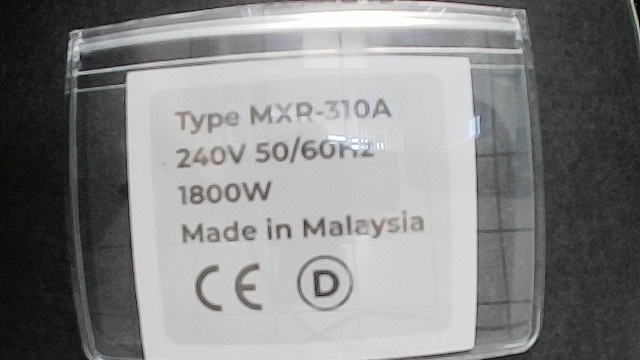 Type MXR-310A
240V 50/60Hz
1800W
Made in Malaysia
CE D